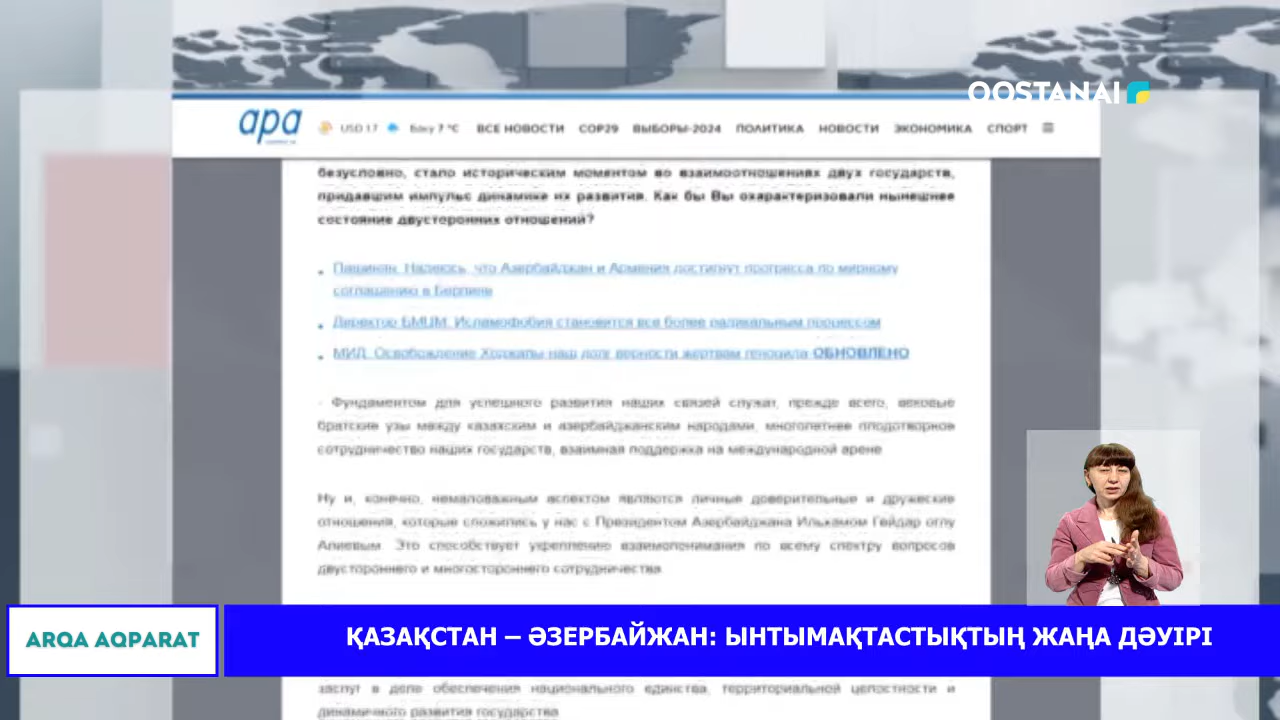 QOSTANAI
apa
USD 17 Баку 7 °C ВСЕ НОВОСТИ COP29 ВЫБОРЫ-2024 ПОЛИТИКА НОВОСТИ ЭКОНОМИКА СПОРТ
безусловно, стало историческим моментом во взаимоотношениях двух государств,
придавшим импульс динамике их развития. Как бы Вы охарактеризовали нынешнее
состояние двусторонних отношений?
Пашинян: Надеюсь, что Азербайджан и Армения достигнут прогресса по мирному
соглашению в Берлине
Директор БМЦМ: Исламофобия становится все более радикальным процессом
МИД: Освобождение Ходжалы наш долг верности жертвам геноцида ОБНОВЛЕНО
- Фундаментом для успешного развития наших связей служат, прежде всего, вековые
братские узы между казахским и азербайджанским народами, многолетнее плодотворное
сотрудничество наших государств, взаимная поддержка на международной арене.
Ну и, конечно, немаловажным аспектом являются личные доверительные и дружеские
отношения, которые сложились у нас с Президентом Азербайджана Ильхамом Гейдар оглу
Алиевым. Это способствует укреплению взаимопонимания по всему спектру вопросов
двустороннего и многостороннего сотрудничества.
ARQA AQPARAT
ҚАЗАҚСТАН – ӘЗЕРБАЙЖАН: ЫНТЫМАҚТАСТЫҚТЫҢ ЖАҢА ДӘУІРІ
заслуг в деле обеспечения национального единства, территориальной целостности и
динамичного развития государства.